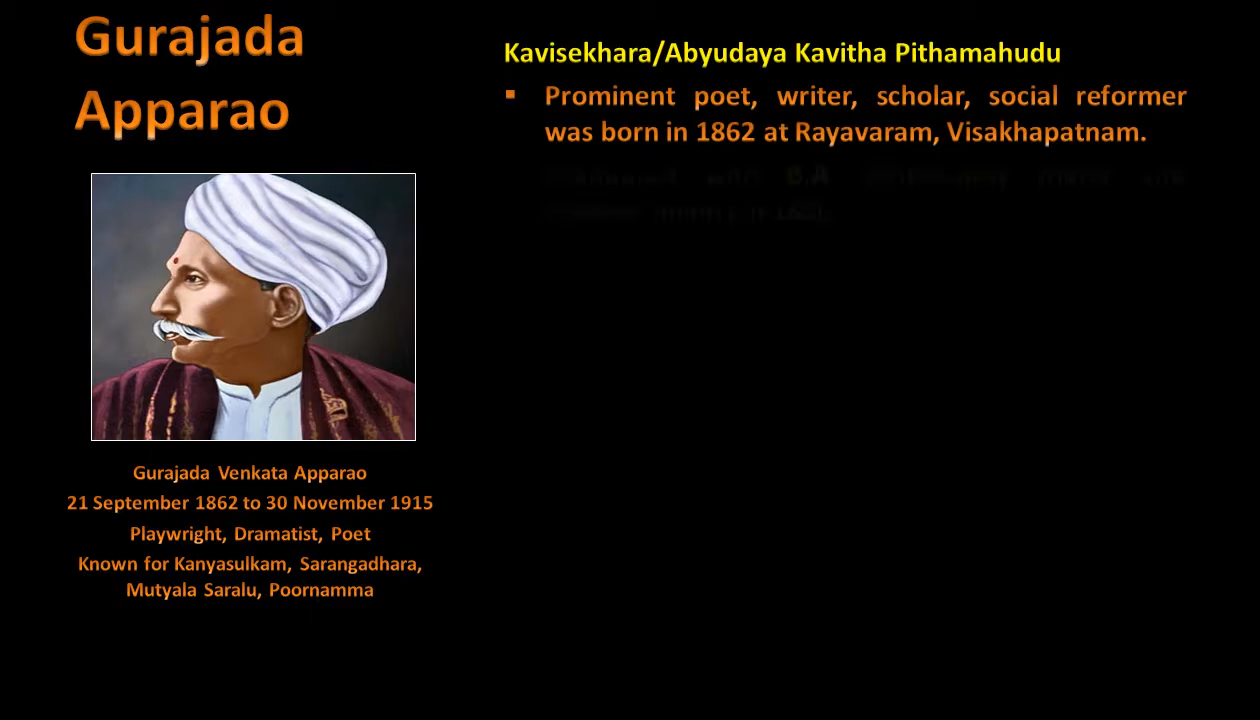 Gurajada
Apparao
Kavisekhara/Abyudaya Kavitha Pithamahudu
▪ Prominent poet, writer, scholar, social reformer
was born in 1862 at Rayavaram, Visakhapatnam.
with B.A
Gurajada Venkata Apparao
21 September 1862 to 30 November 1915
Playwright, Dramatist, Poet
Known for Kanyasulkam, Sarangadhara,
Mutyala Saralu, Poornamma